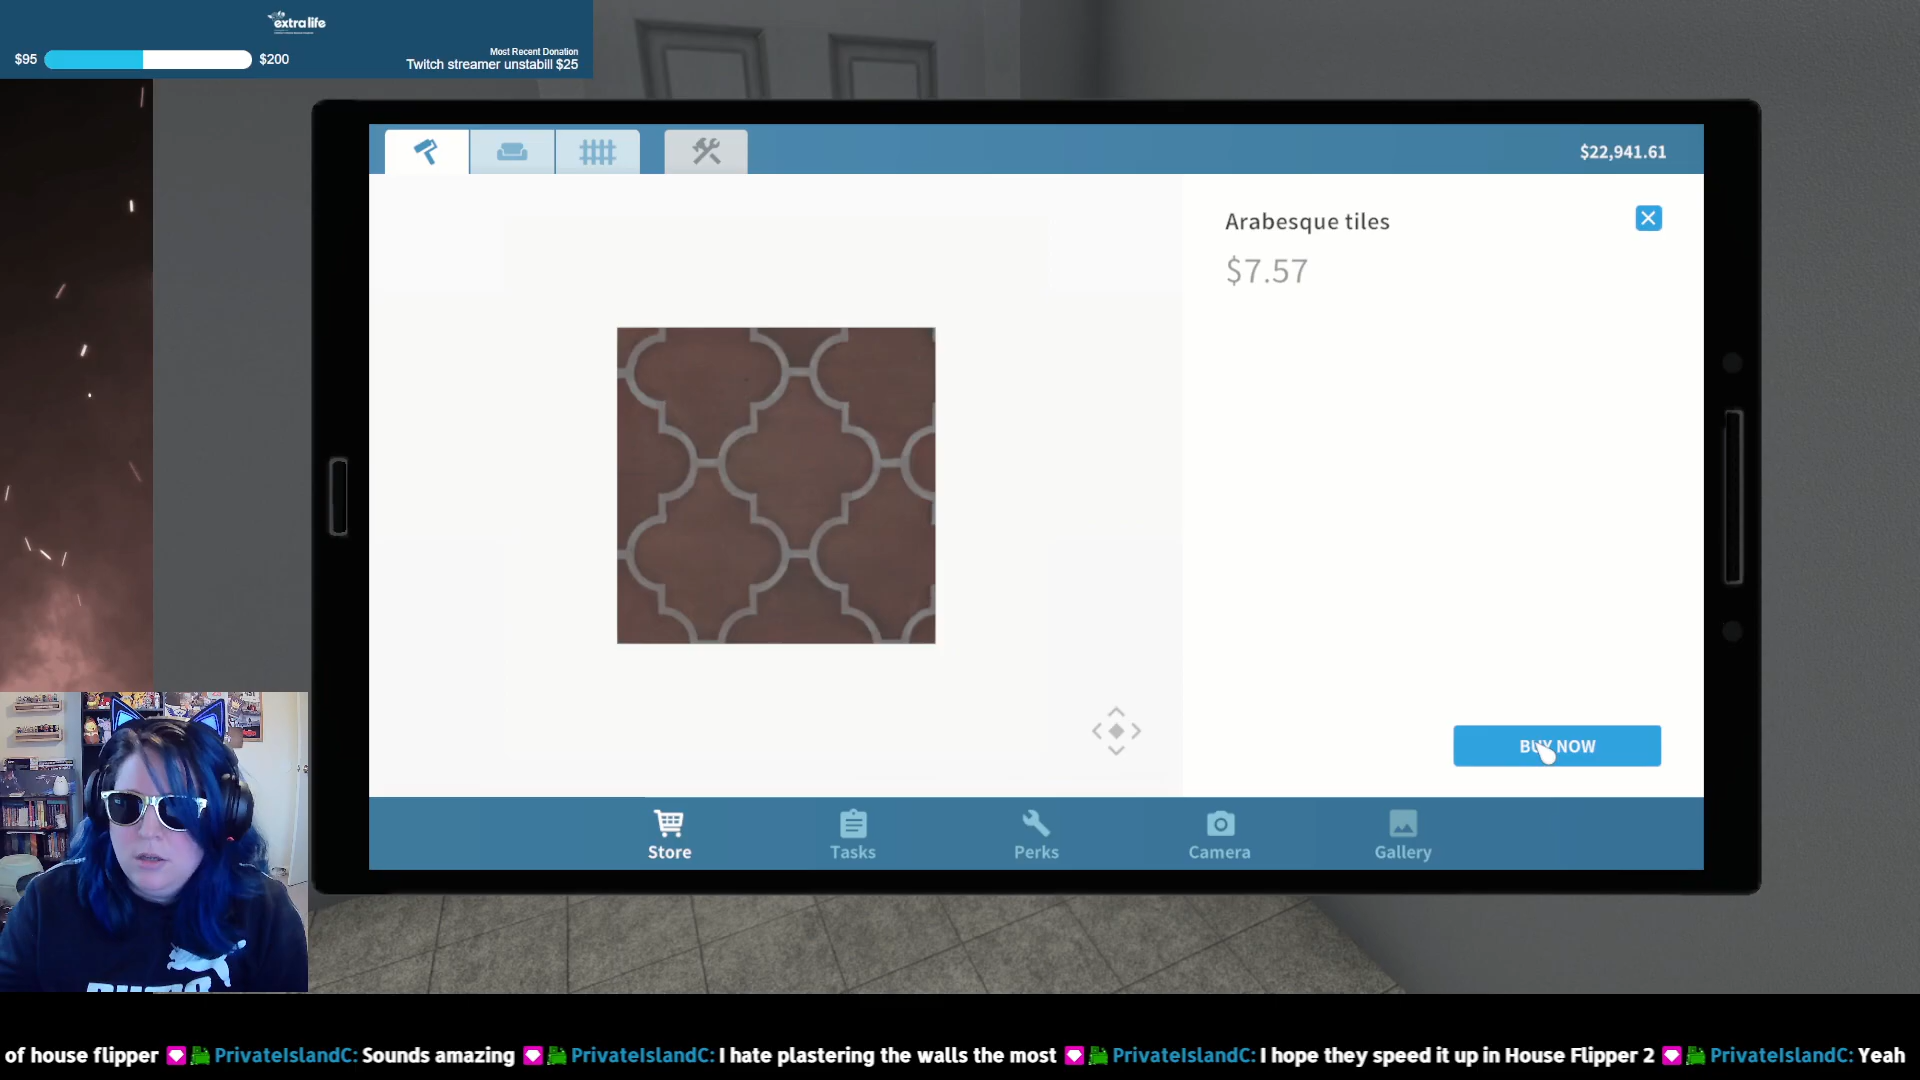 extralife
Most Recent Donation
$95 $200 Twitch streamer unstabill $25
$22,941.61
Arabesque tiles
$7.57
BUY NOW
Store Tasks Perks Camera Gallery
of house flipper PrivateIslandC: Sounds amazing PrivateIslandC: I hate plastering the walls the most PrivateIslandC: I hope they speed it up in House Flipper 2 PrivateIslandC: Yeah